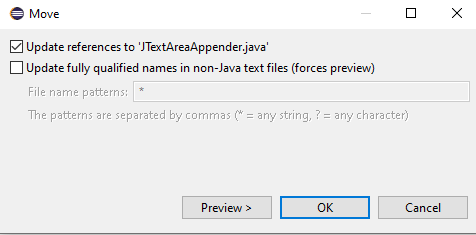 Move
Update references to 'JTextAreaAppender.java'
Update fully qualified names in non-Java text files (forces preview)
File name patterns: *
The patterns are separated by commas (* = any string, ? = any character)
Preview > OK Cancel